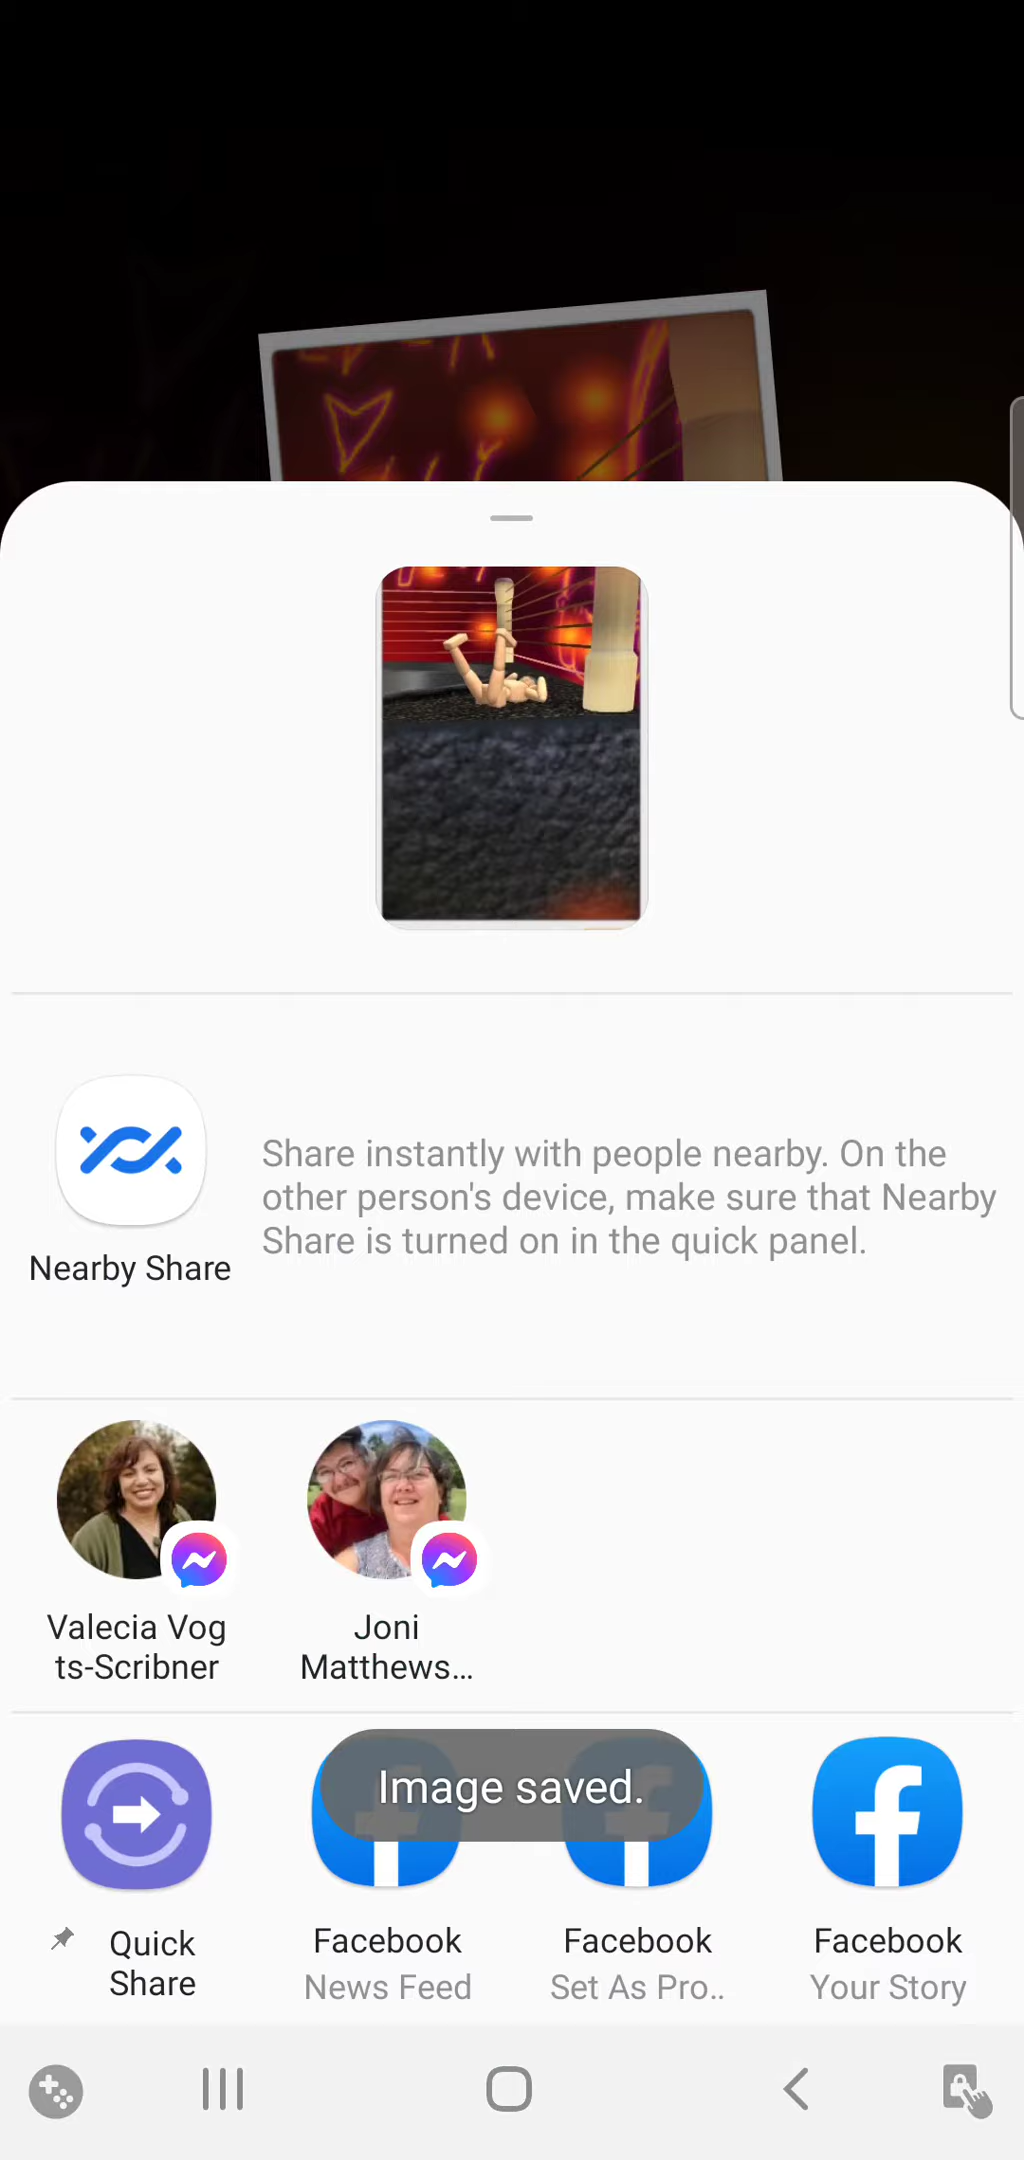 Share instantly with people nearby. On the
other person's device, make sure that Nearby
Share is turned on in the quick panel.
Nearby Share
Valecia Vog
ts-Scribner
Joni
Matthews...
Image saved.
Quick
Share
Facebook
News Feed
Facebook
Set As Pro..
Facebook
Your Story